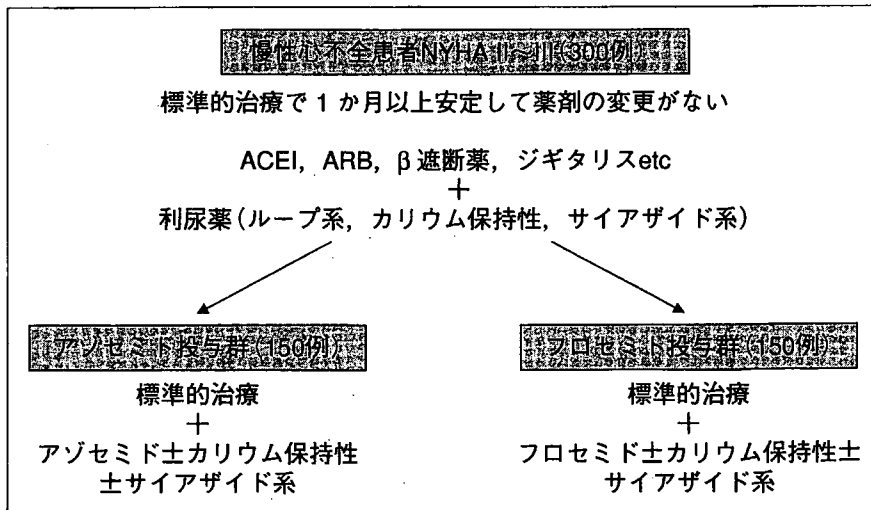 慢性心不全患者NYHA II～III(300例)
標準的治療で1か月以上安定して薬剤の変更がない
ACEI, ARB, β遮断薬, ジギタリスetc
＋
利尿薬(ループ系, カリウム保持性, サイアザイド系)
アゾセミド投与群(150例)
標準的治療
＋
アゾセミド±カリウム保持性
±サイアザイド系
フロセミド投与群(150例)
標準的治療
＋
フロセミド±カリウム保持性±
サイアザイド系